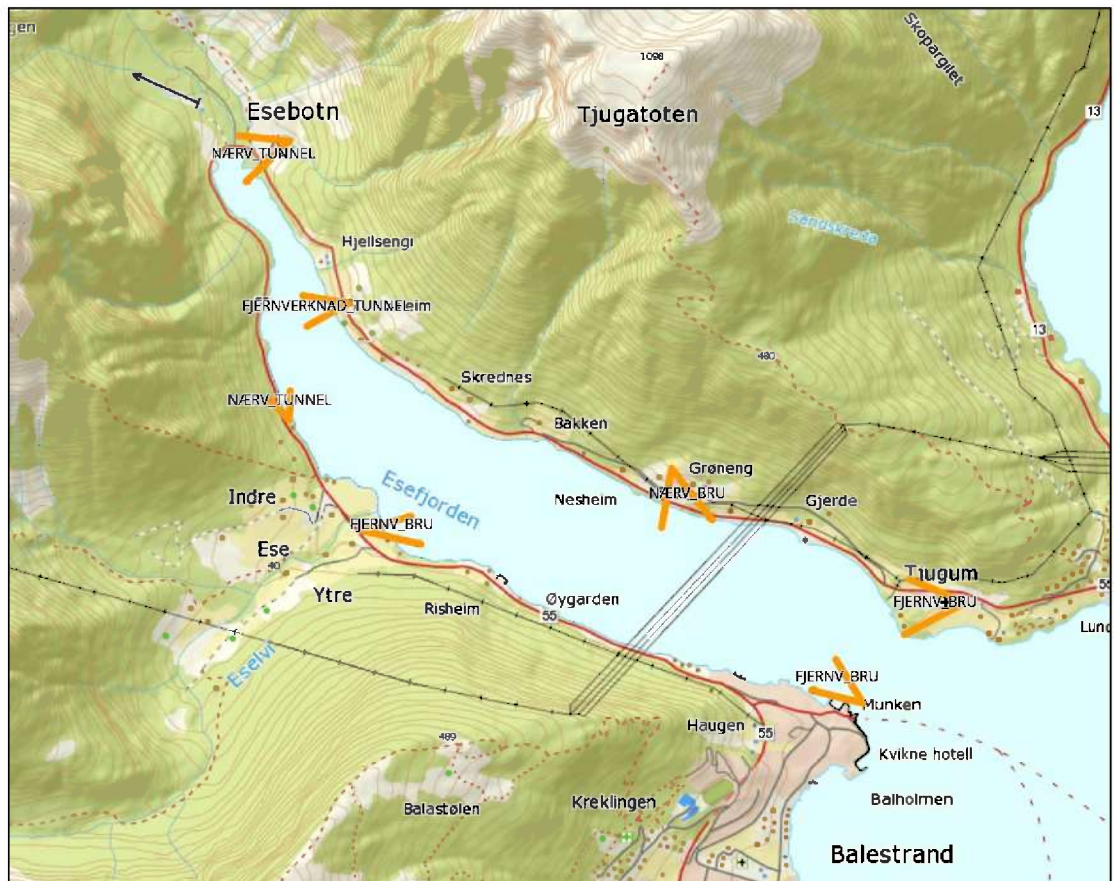 gen
Skopargilet
1098
Esebotn
Tjugatoten
13
NÆRV_TUNNEL
Sandskreda
Hjellsengi
FJERNVERKNAD_TUNNELeim
13
480
Skrednes
NÆRV_TUNNEL
Bakken
Grøneng
Indre
Esefjorden
Nesheim
NÆRV_BRU
Gjerde
FJERNV_BRU
Ese
40
Tjugum
55
Ytre
Risheim
Øygarden
FJERNV_BRU
55
Lund
Eselvi
FJERNV_BRU
Munken
Haugen
55
489
Kvikne hotell
Balastølen
Kreklingen
Balholmen
Balestrand